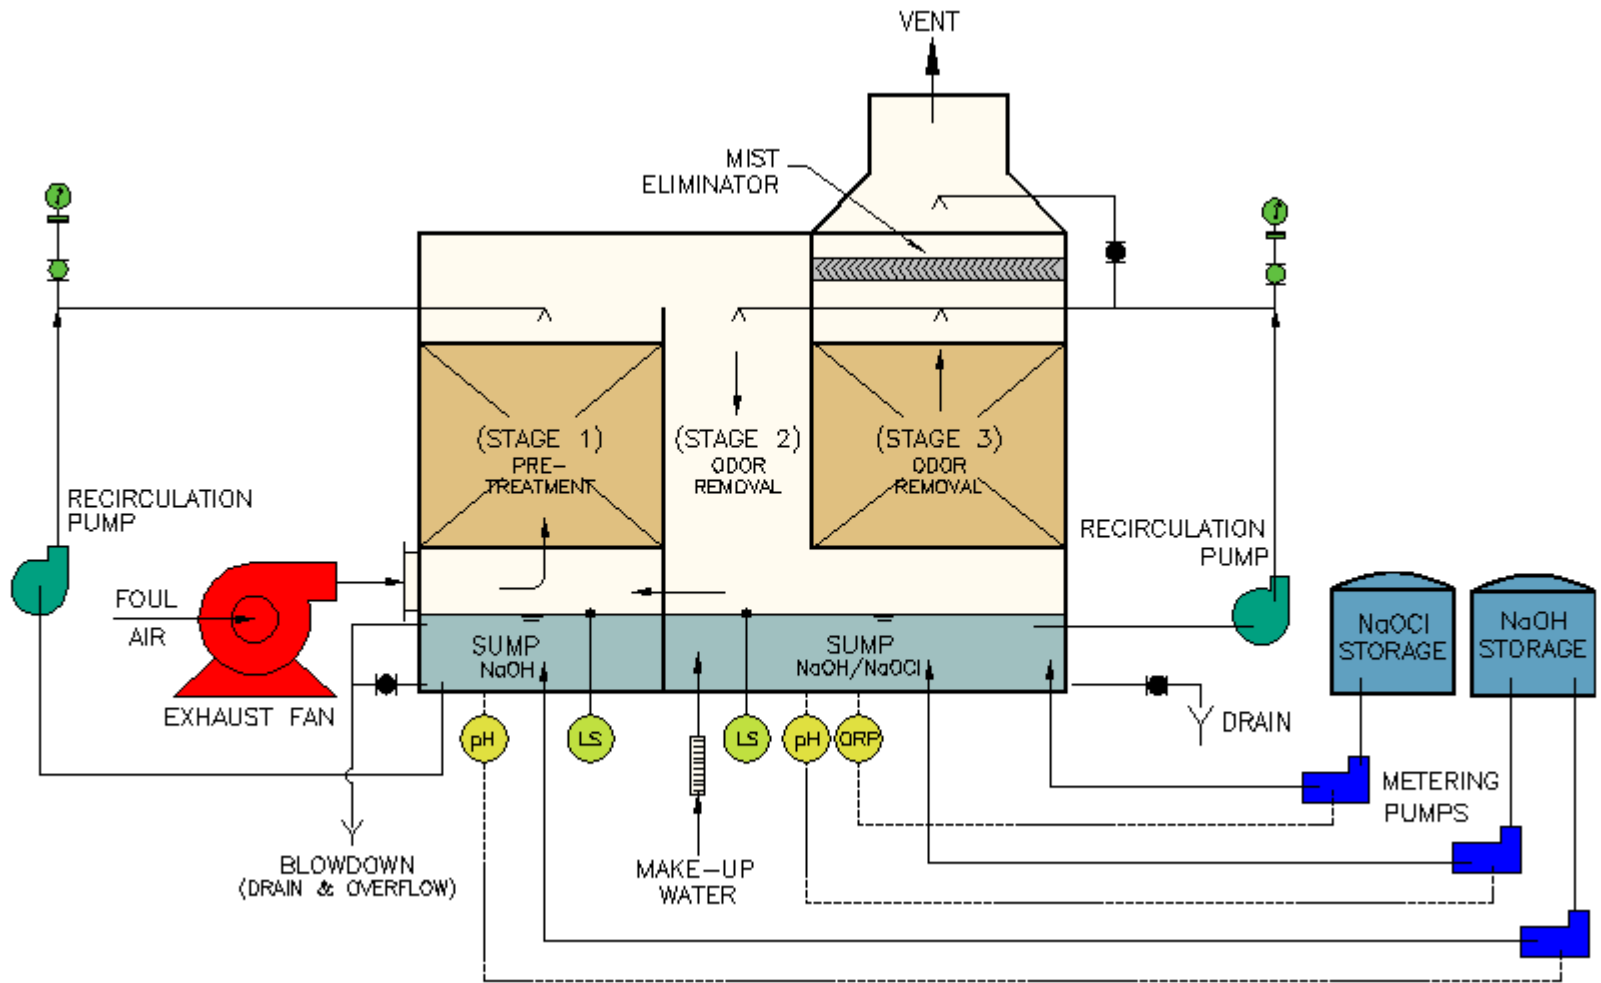 VENT
MIST
ELIMINATOR
(STAGE 1)
PRE-
TREATMENT
(STAGE 2)
ODOR
REMOVAL
(STAGE 3)
ODOR
REMOVAL
RECIRCULATION
PUMP
RECIRCULATION
PUMP
FOUL
AIR
EXHAUST FAN
SUMP
NaOH
SUMP
NaOH/NaOCl
NaOCl
STORAGE
NaOH
STORAGE
pH
LS
LS
pH
ORP
DRAIN
METERING
PUMPS
BLOWDOWN
(DRAIN & OVERFLOW)
MAKE-UP
WATER